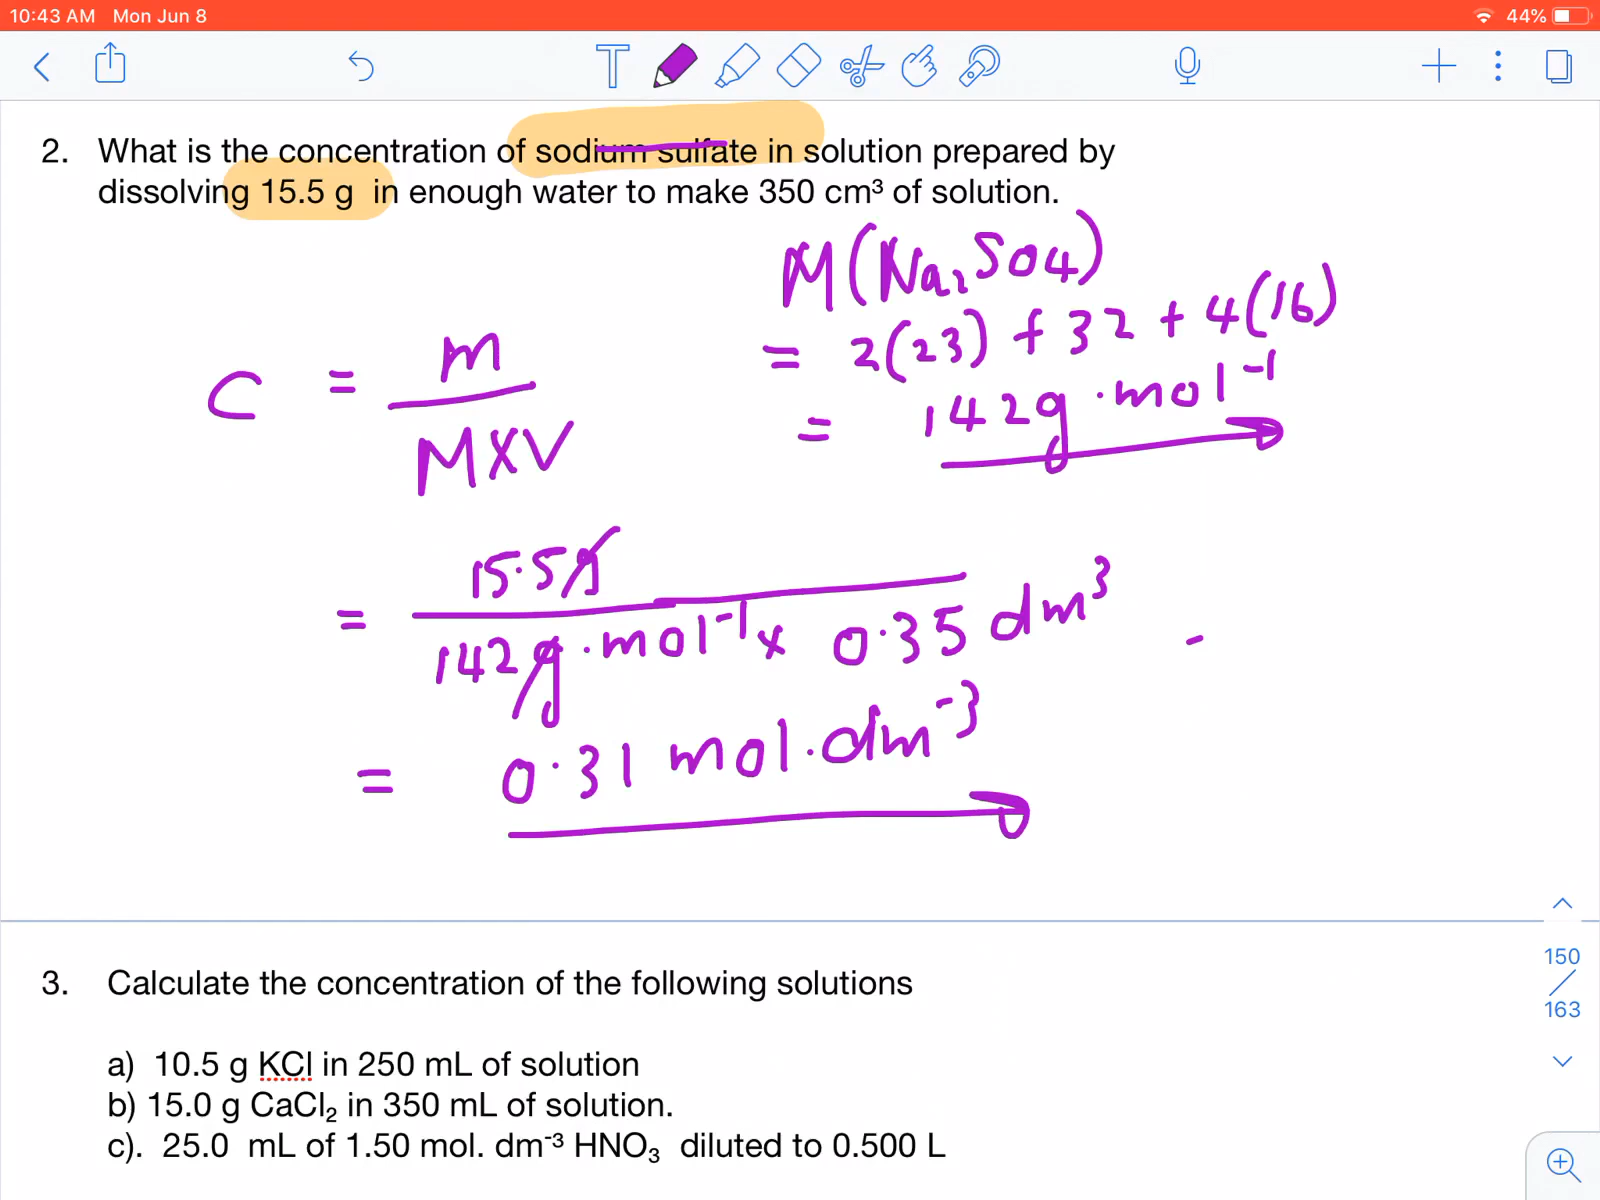 10:43 AM Mon Jun 8 44%
T
2. What is the concentration of sodium sulfate in solution prepared by
dissolving 15.5 g in enough water to make 350 cm³ of solution.
M(Na₂SO4)
= 2(23) + 32 + 4(16)
= 142g·mol⁻¹
C = m
MXV
= 15.5g
142g·mol⁻¹ x 0.35 dm³
= 0.31 mol·dm⁻³
3. Calculate the concentration of the following solutions
a) 10.5 g KCl in 250 mL of solution
b) 15.0 g CaCl₂ in 350 mL of solution.
c). 25.0 mL of 1.50 mol. dm⁻³ HNO₃ diluted to 0.500 L
150
/
163